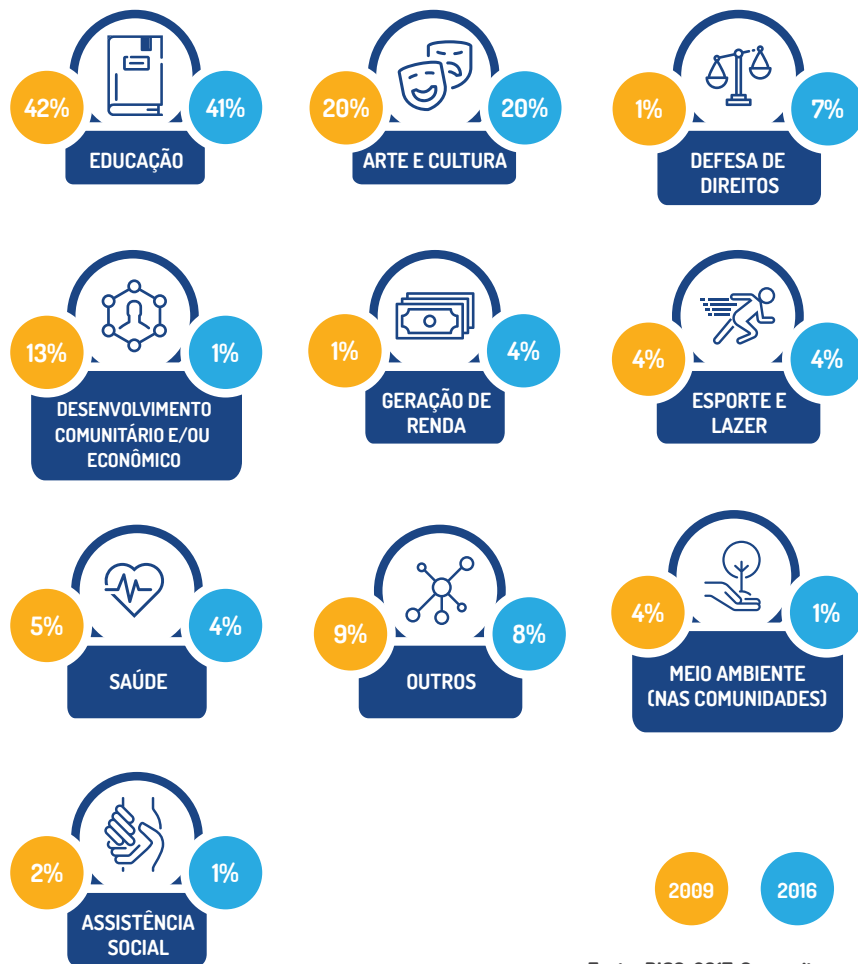 42%
41%
EDUCAÇÃO
20%
20%
ARTE E CULTURA
1%
7%
DEFESA DE
DIREITOS
13%
1%
DESENVOLVIMENTO
COMUNITÁRIO E/OU
ECONÔMICO
1%
4%
GERAÇÃO DE
RENDA
4%
4%
ESPORTE E
LAZER
5%
4%
SAÚDE
9%
8%
OUTROS
4%
1%
MEIO AMBIENTE
(NAS COMUNIDADES)
2%
1%
ASSISTÊNCIA
SOCIAL
2009
2016